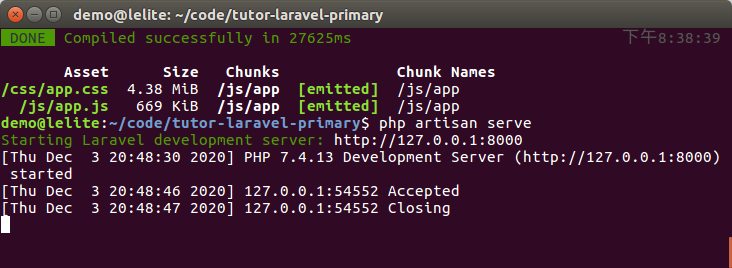 demo@lelite: ~/code/tutor-laravel-primary
DONE Compiled successfully in 27625ms 下午8:38:39
Asset Size Chunks Chunk Names
/css/app.css 4.38 MiB /js/app [emitted] /js/app
/js/app.js 669 KiB /js/app [emitted] /js/app
demo@lelite:~/code/tutor-laravel-primary$ php artisan serve
Starting Laravel development server: http://127.0.0.1:8000
[Thu Dec  3 20:48:30 2020] PHP 7.4.13 Development Server (http://127.0.0.1:8000)
started
[Thu Dec  3 20:48:46 2020] 127.0.0.1:54552 Accepted
[Thu Dec  3 20:48:47 2020] 127.0.0.1:54552 Closing